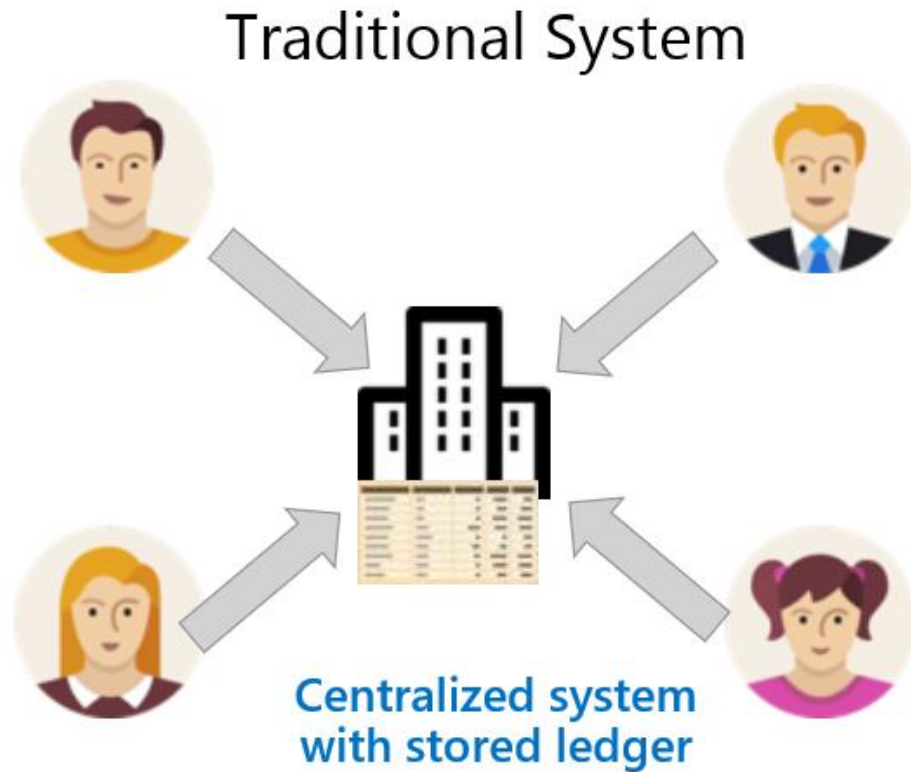 Traditional System
Centralized system
with stored ledger